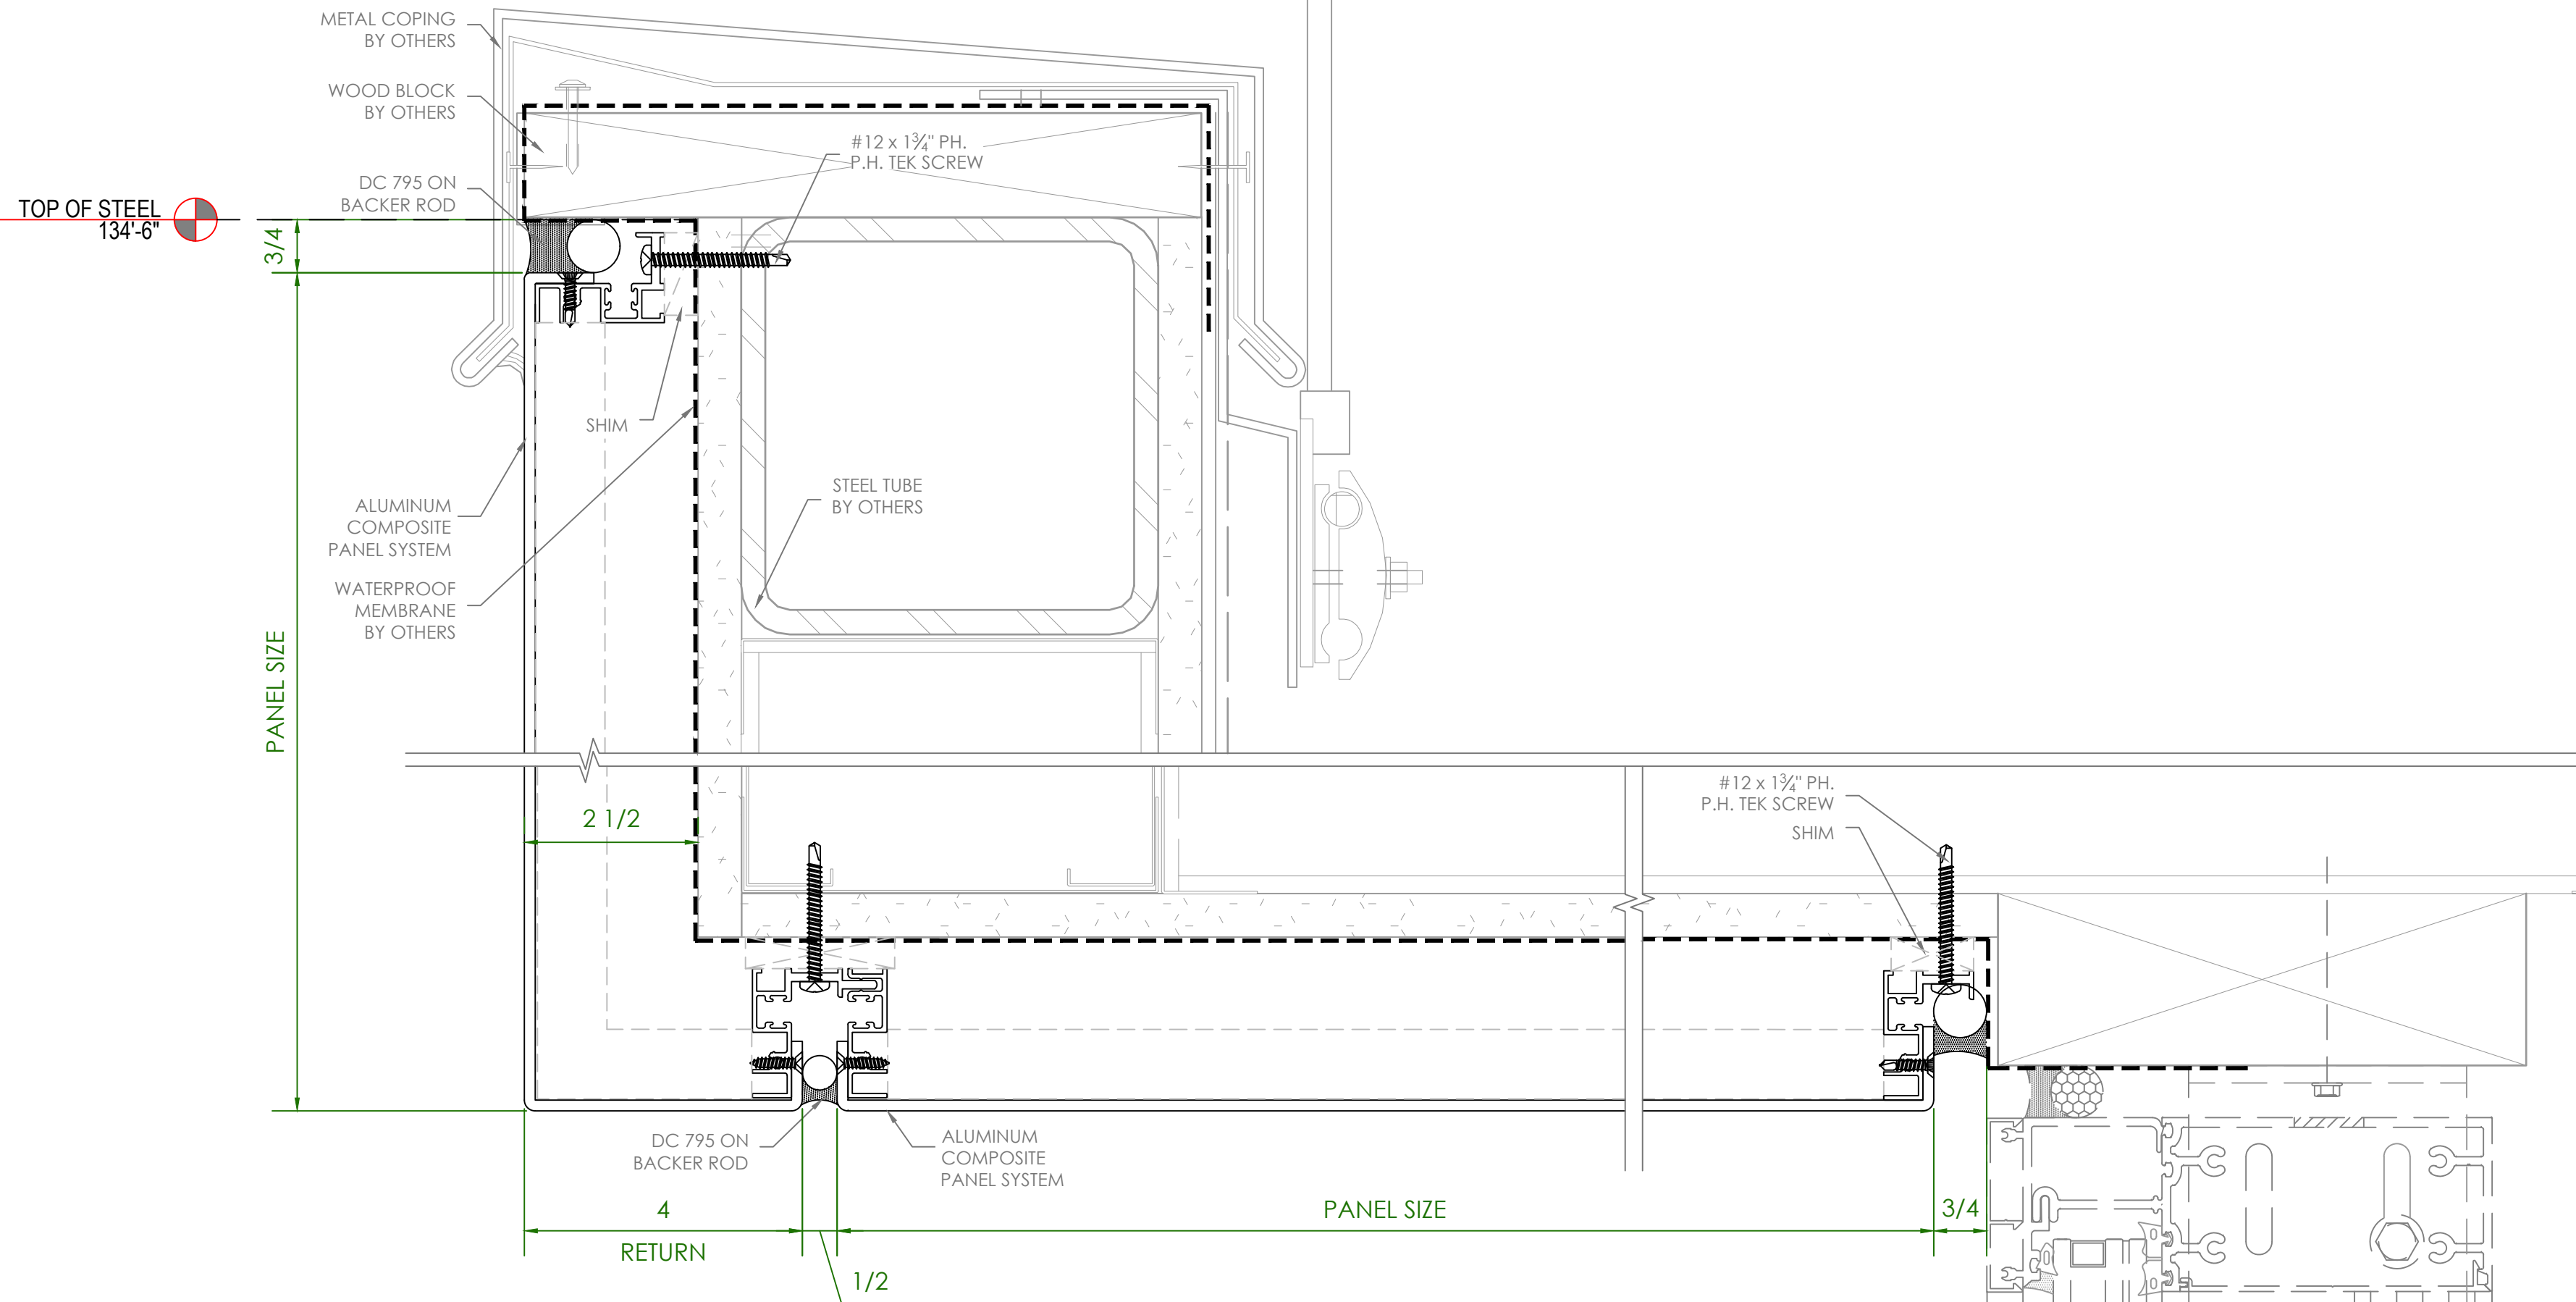 METAL COPING
BY OTHERS
WOOD BLOCK
BY OTHERS
#12 x 1¾" PH.
P.H. TEK SCREW
DC 795 ON
BACKER ROD
TOP OF STEEL
134'-6"
3/4
SHIM
STEEL TUBE
BY OTHERS
ALUMINUM
COMPOSITE
PANEL SYSTEM
WATERPROOF
MEMBRANE
BY OTHERS
PANEL SIZE
2 1/2
#12 x 1¾" PH.
P.H. TEK SCREW
SHIM
DC 795 ON
BACKER ROD
ALUMINUM
COMPOSITE
PANEL SYSTEM
4
RETURN
1/2
PANEL SIZE
3/4